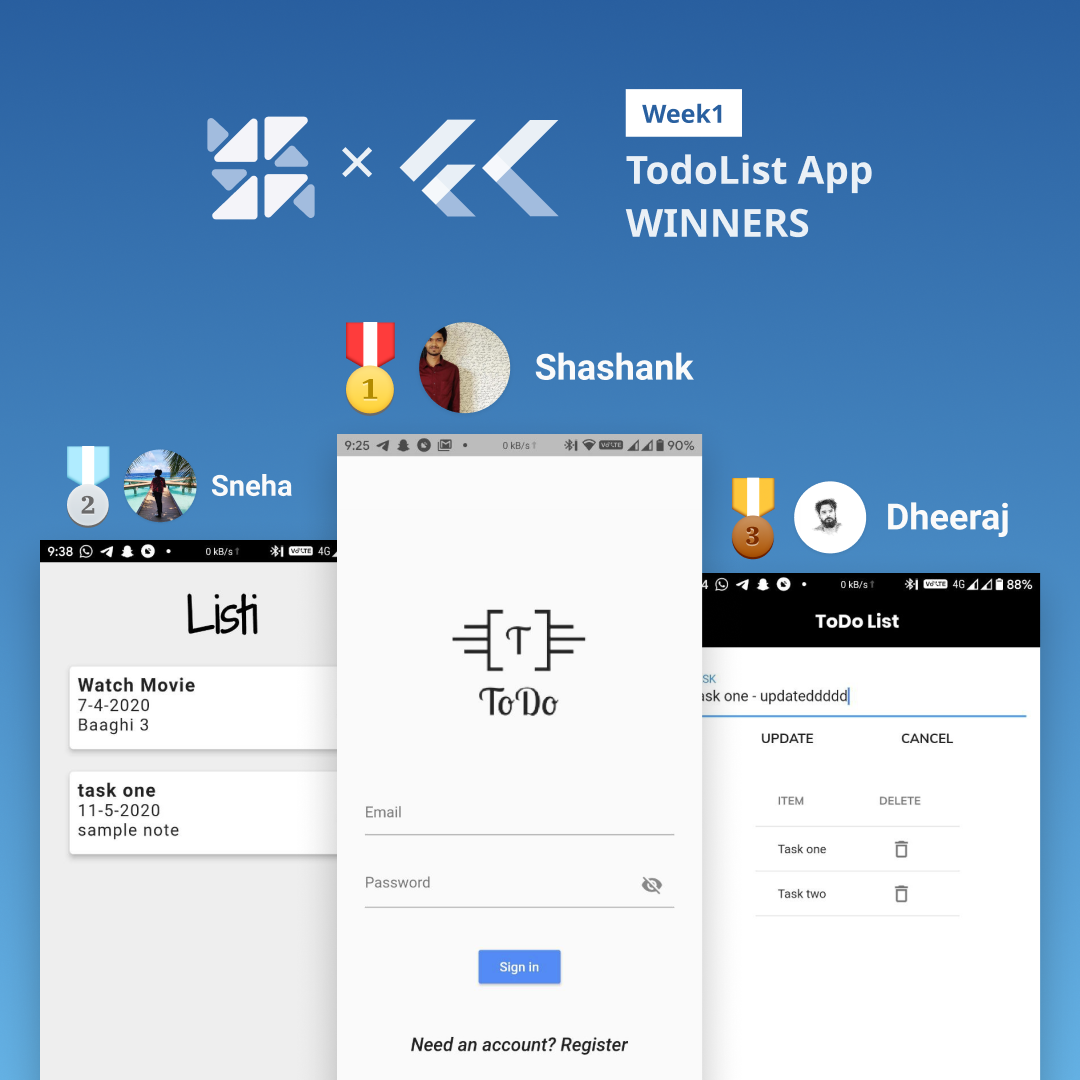 Week1
TodoList App
WINNERS
1
Shashank
2
Sneha
3
Dheeraj
9:38
0 kB/s↑
VoLTE
4G
Listi
Watch Movie
7-4-2020
Baaghi 3
task one
11-5-2020
sample note
9:25
0 kB/s↑
VoLTE
90%
T
ToDo
Email
Password
Sign in
Need an account? Register
4
0 kB/s↑
VoLTE
4G
88%
ToDo List
SK
ask one - updateddddd
UPDATE
CANCEL
ITEM
DELETE
Task one
Task two